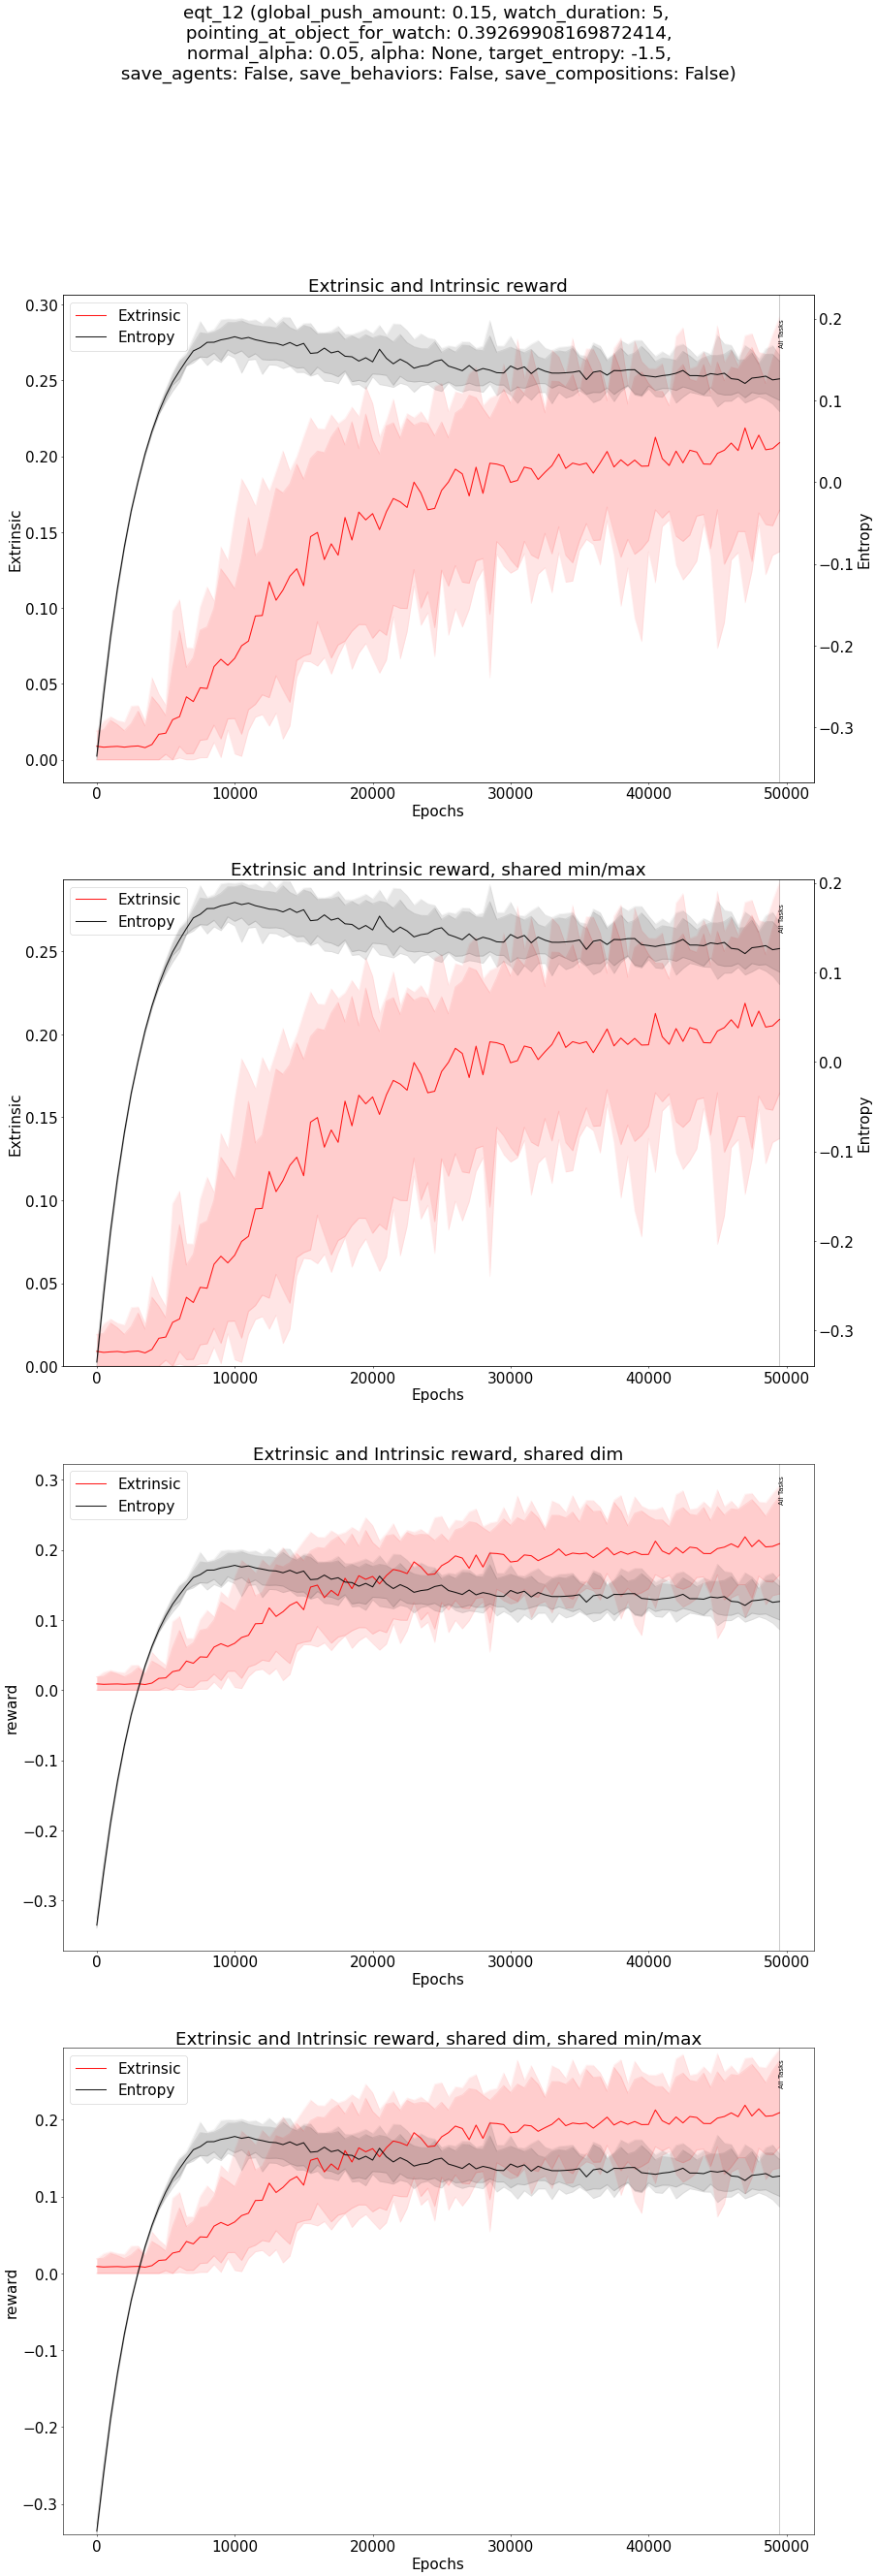 eqt_12 (global_push_amount: 0.15, watch_duration: 5,
pointing_at_object_for_watch: 0.39269908169872414,
normal_alpha: 0.05, alpha: None, target_entropy: -1.5,
save_agents: False, save_behaviors: False, save_compositions: False)
Extrinsic and Intrinsic reward
Extrinsic
Entropy
All Tasks
0.30
0.25
0.20
0.15
0.10
0.05
0.00
Extrinsic
0.2
0.1
0.0
−0.1
−0.2
−0.3
Entropy
0 10000 20000 30000 40000 50000
Epochs
Extrinsic and Intrinsic reward, shared min/max
Extrinsic
Entropy
All Tasks
0.25
0.20
0.15
0.10
0.05
0.00
Extrinsic
0.2
0.1
0.0
−0.1
−0.2
−0.3
Entropy
0 10000 20000 30000 40000 50000
Epochs
Extrinsic and Intrinsic reward, shared dim
Extrinsic
Entropy
All Tasks
0.3
0.2
0.1
0.0
−0.1
−0.2
−0.3
reward
0 10000 20000 30000 40000 50000
Epochs
Extrinsic and Intrinsic reward, shared dim, shared min/max
Extrinsic
Entropy
All Tasks
0.2
0.1
0.0
−0.1
−0.2
−0.3
reward
0 10000 20000 30000 40000 50000
Epochs